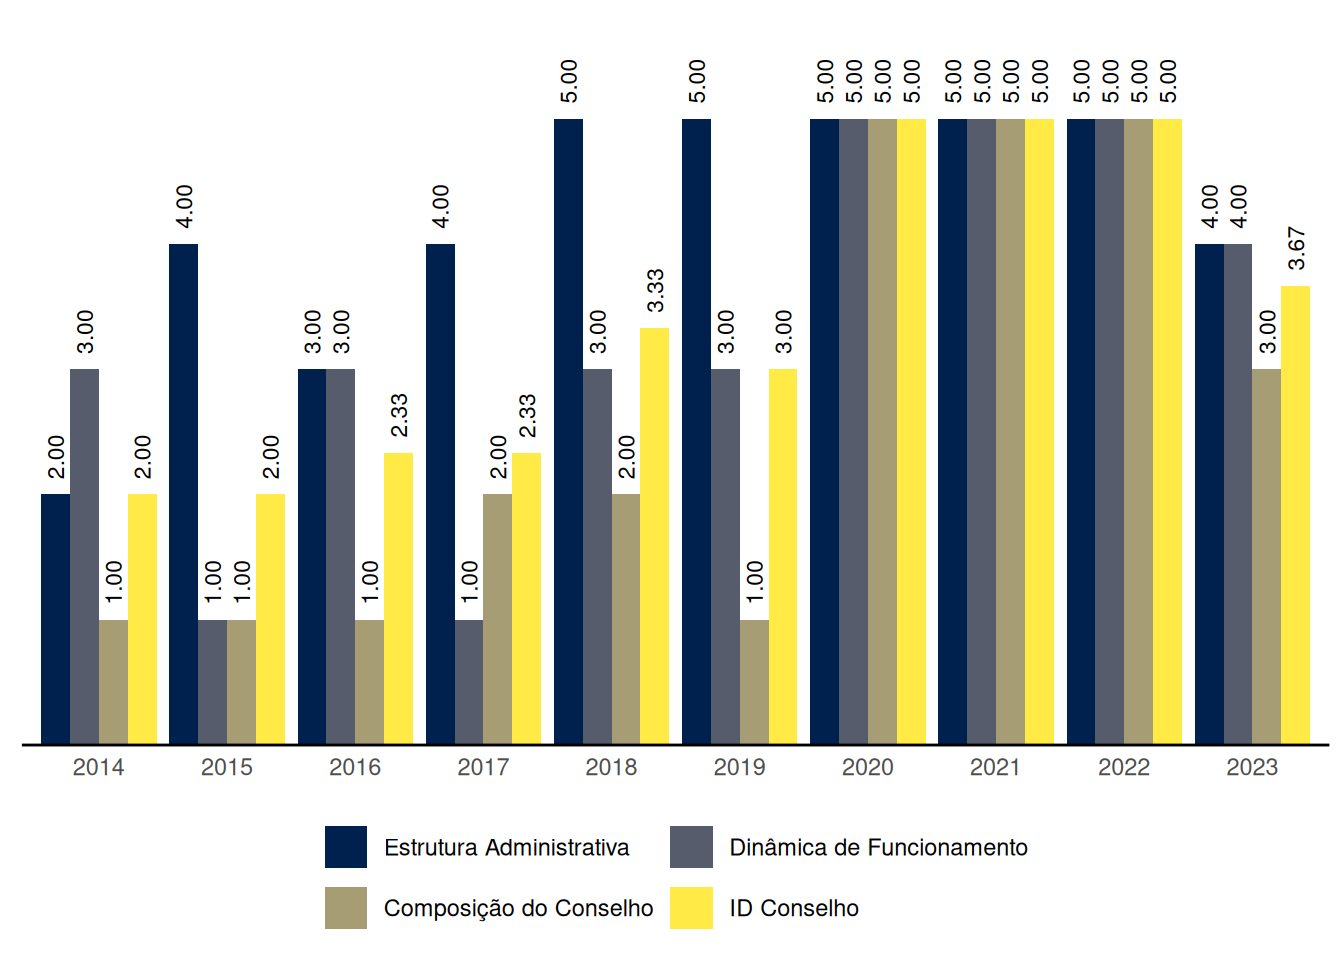 2.00 3.00 1.00 2.00
4.00 1.00 1.00 2.00
3.00 3.00 1.00 2.33
4.00 1.00 2.00 2.33
5.00 3.00 2.00 3.33
5.00 3.00 1.00 3.00
5.00 5.00 5.00 5.00
5.00 5.00 5.00 5.00
5.00 5.00 5.00 5.00
4.00 4.00 3.00 3.67
2014 2015 2016 2017 2018 2019 2020 2021 2022 2023
Estrutura Administrativa Dinâmica de Funcionamento
Composição do Conselho ID Conselho